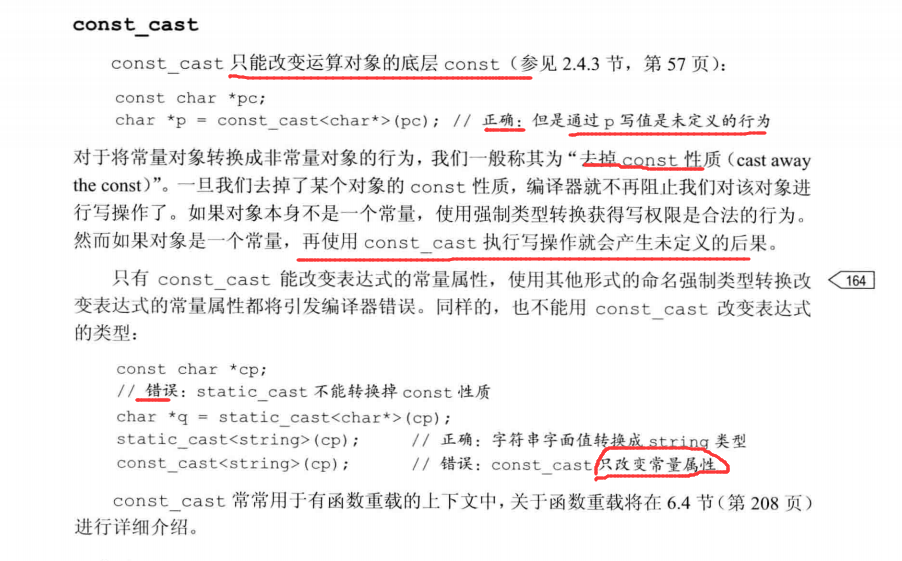 const_cast
const_cast 只能改变运算对象的底层 const（参见 2.4.3 节，第 57 页）：
const char *pc;
char *p = const_cast<char*>(pc); // 正确：但是通过 p 写值是未定义的行为
对于将常量对象转换成非常量对象的行为，我们一般称其为“去掉 const 性质（cast away
the const）”。一旦我们去掉了某个对象的 const 性质，编译器就不再阻止我们对该对象进
行写操作了。如果对象本身不是一个常量，使用强制类型转换获得写权限是合法的行为。
然而如果对象是一个常量，再使用 const_cast 执行写操作就会产生未定义的后果。
只有 const_cast 能改变表达式的常量属性，使用其他形式的命名强制类型转换改
164
变表达式的常量属性都将引发编译器错误。同样的，也不能用 const_cast 改变表达式
的类型：
const char *cp;
// 错误：static_cast 不能转换掉 const 性质
char *q = static_cast<char*>(cp);
static_cast<string>(cp); // 正确：字符串字面值转换成 string 类型
const_cast<string>(cp); // 错误：const_cast 只改变常量属性
const_cast 常常用于有函数重载的上下文中，关于函数重载将在 6.4 节（第 208 页）
进行详细介绍。